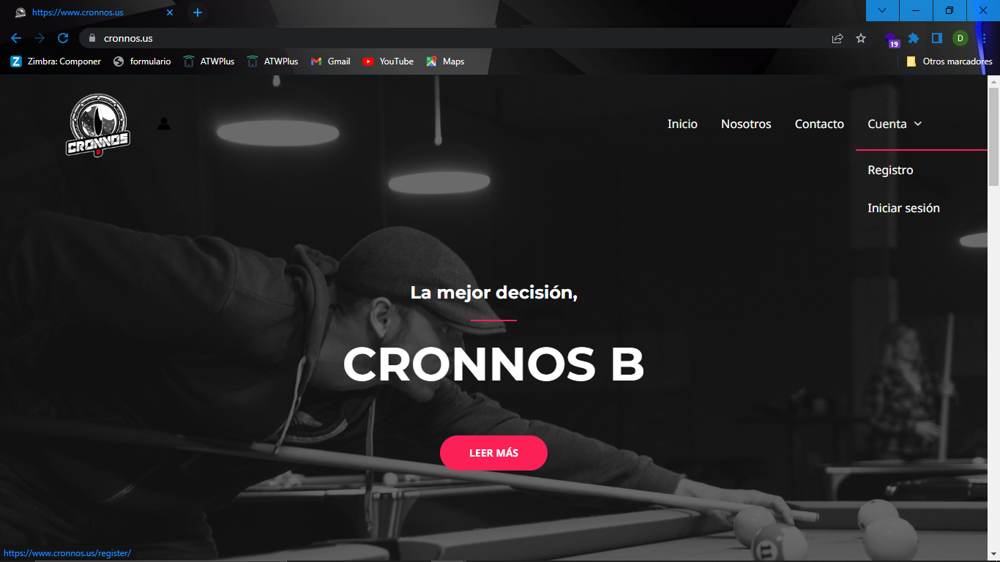 https://www.cronnos.us
cronnos.us
19
D
Zimbra: Componer
formulario
ATWPlus
ATWPlus
Gmail
YouTube
Maps
Otros marcadores
CRONNOS
B
Inicio
Nosotros
Contacto
Cuenta
Registro
Iniciar sesión
La mejor decisión,
CRONNOS B
LEER MÁS
11
https://www.cronnos.us/register/